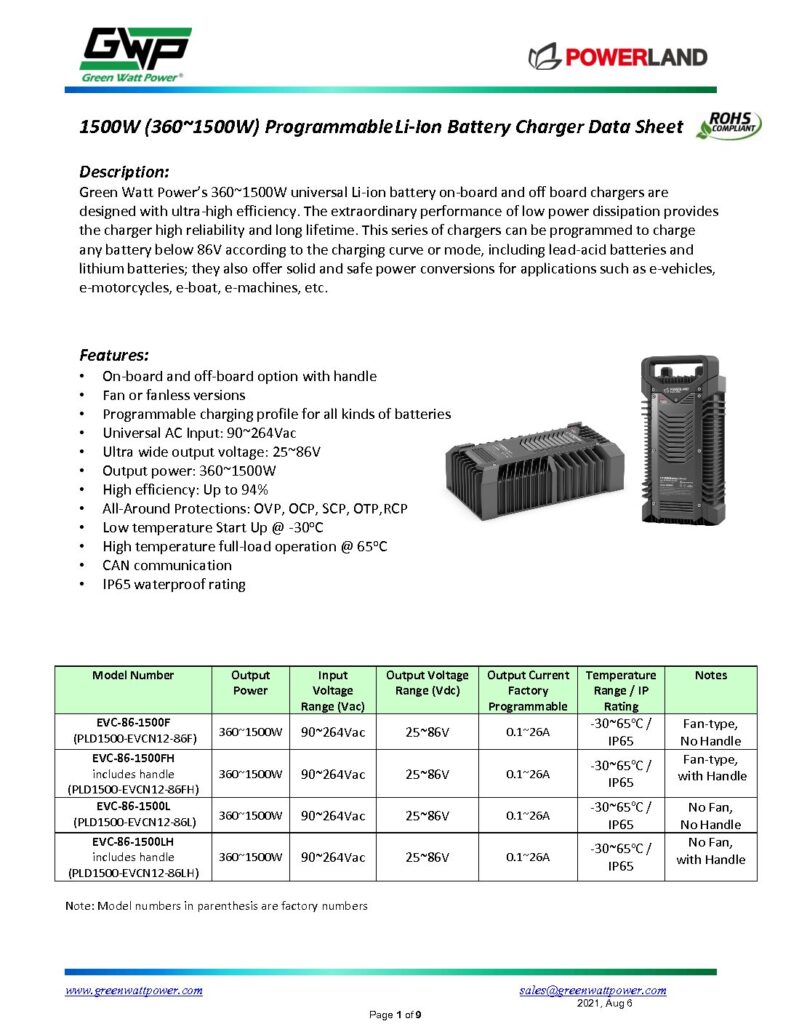 GWP
Green Watt Power®
POWERLAND
1500W (360~1500W) Programmable Li-Ion Battery Charger Data Sheet
ROHS
COMPLIANT
Description:
Green Watt Power's 360~1500W universal Li-ion battery on-board and off board chargers are
designed with ultra-high efficiency. The extraordinary performance of low power dissipation provides
the charger high reliability and long lifetime. This series of chargers can be programmed to charge
any battery below 86V according to the charging curve or mode, including lead-acid batteries and
lithium batteries; they also offer solid and safe power conversions for applications such as e-vehicles,
e-motorcycles, e-boat, e-machines, etc.
Features:
• On-board and off-board option with handle
• Fan or fanless versions
• Programmable charging profile for all kinds of batteries
• Universal AC Input: 90~264Vac
• Ultra wide output voltage: 25~86V
• Output power: 360~1500W
• High efficiency: Up to 94%
• All-Around Protections: OVP, OCP, SCP, OTP,RCP
• Low temperature Start Up @ -30°C
• High temperature full-load operation @ 65°C
• CAN communication
• IP65 waterproof rating
Model Number Output Power Input Voltage Range (Vac) Output Voltage Range (Vdc) Output Current Factory Programmable Temperature Range / IP Rating Notes
EVC-86-1500F (PLD1500-EVCN12-86F) 360~1500W 90~264Vac 25~86V 0.1~26A -30~65°C / IP65 Fan-type, No Handle
EVC-86-1500FH includes handle (PLD1500-EVCN12-86FH) 360~1500W 90~264Vac 25~86V 0.1~26A -30~65°C / IP65 Fan-type, with Handle
EVC-86-1500L (PLD1500-EVCN12-86L) 360~1500W 90~264Vac 25~86V 0.1~26A -30~65°C / IP65 No Fan, No Handle
EVC-86-1500LH includes handle (PLD1500-EVCN12-86LH) 360~1500W 90~264Vac 25~86V 0.1~26A -30~65°C / IP65 No Fan, with Handle
Note: Model numbers in parenthesis are factory numbers
www.greenwattpower.com sales@greenwattpower.com
2021, Aug 6
Page 1 of 9